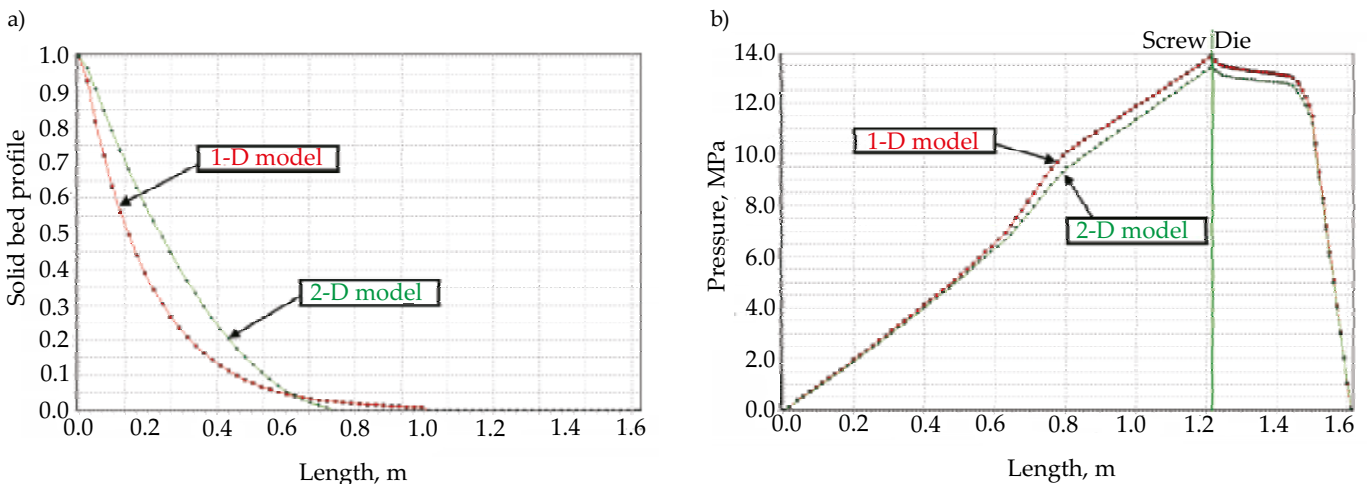 a)
Solid bed profile
1.0
0.9
0.8
0.7
0.6
0.5
0.4
0.3
0.2
0.1
0.0
1-D model
2-D model
0.0 0.2 0.4 0.6 0.8 1.0 1.2 1.4 1.6
Length, m
b)
Screw Die
Pressure, MPa
14.0
12.0
10.0
8.0
6.0
4.0
2.0
0.0
1-D model
2-D model
0.0 0.2 0.4 0.6 0.8 1.0 1.2 1.4 1.6
Length, m